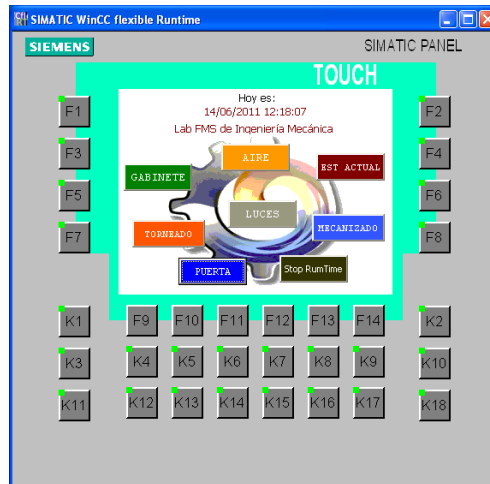 SIMATIC WinCC flexible Runtime
SIEMENS
SIMATIC PANEL
TOUCH
Hoy es:
14/06/2011 12:18:07
Lab FMS de Ingeniería Mecánica
AIRE
EST ACTUAL
GABINETE
LUCES
TORNEADO
MECANIZADO
PUERTA
Stop RumTime
F1
F2
F3
F4
F5
F6
F7
F8
K1
F9
F10
F11
F12
F13
F14
K2
K3
K4
K5
K6
K7
K8
K9
K10
K11
K12
K13
K14
K15
K16
K17
K18